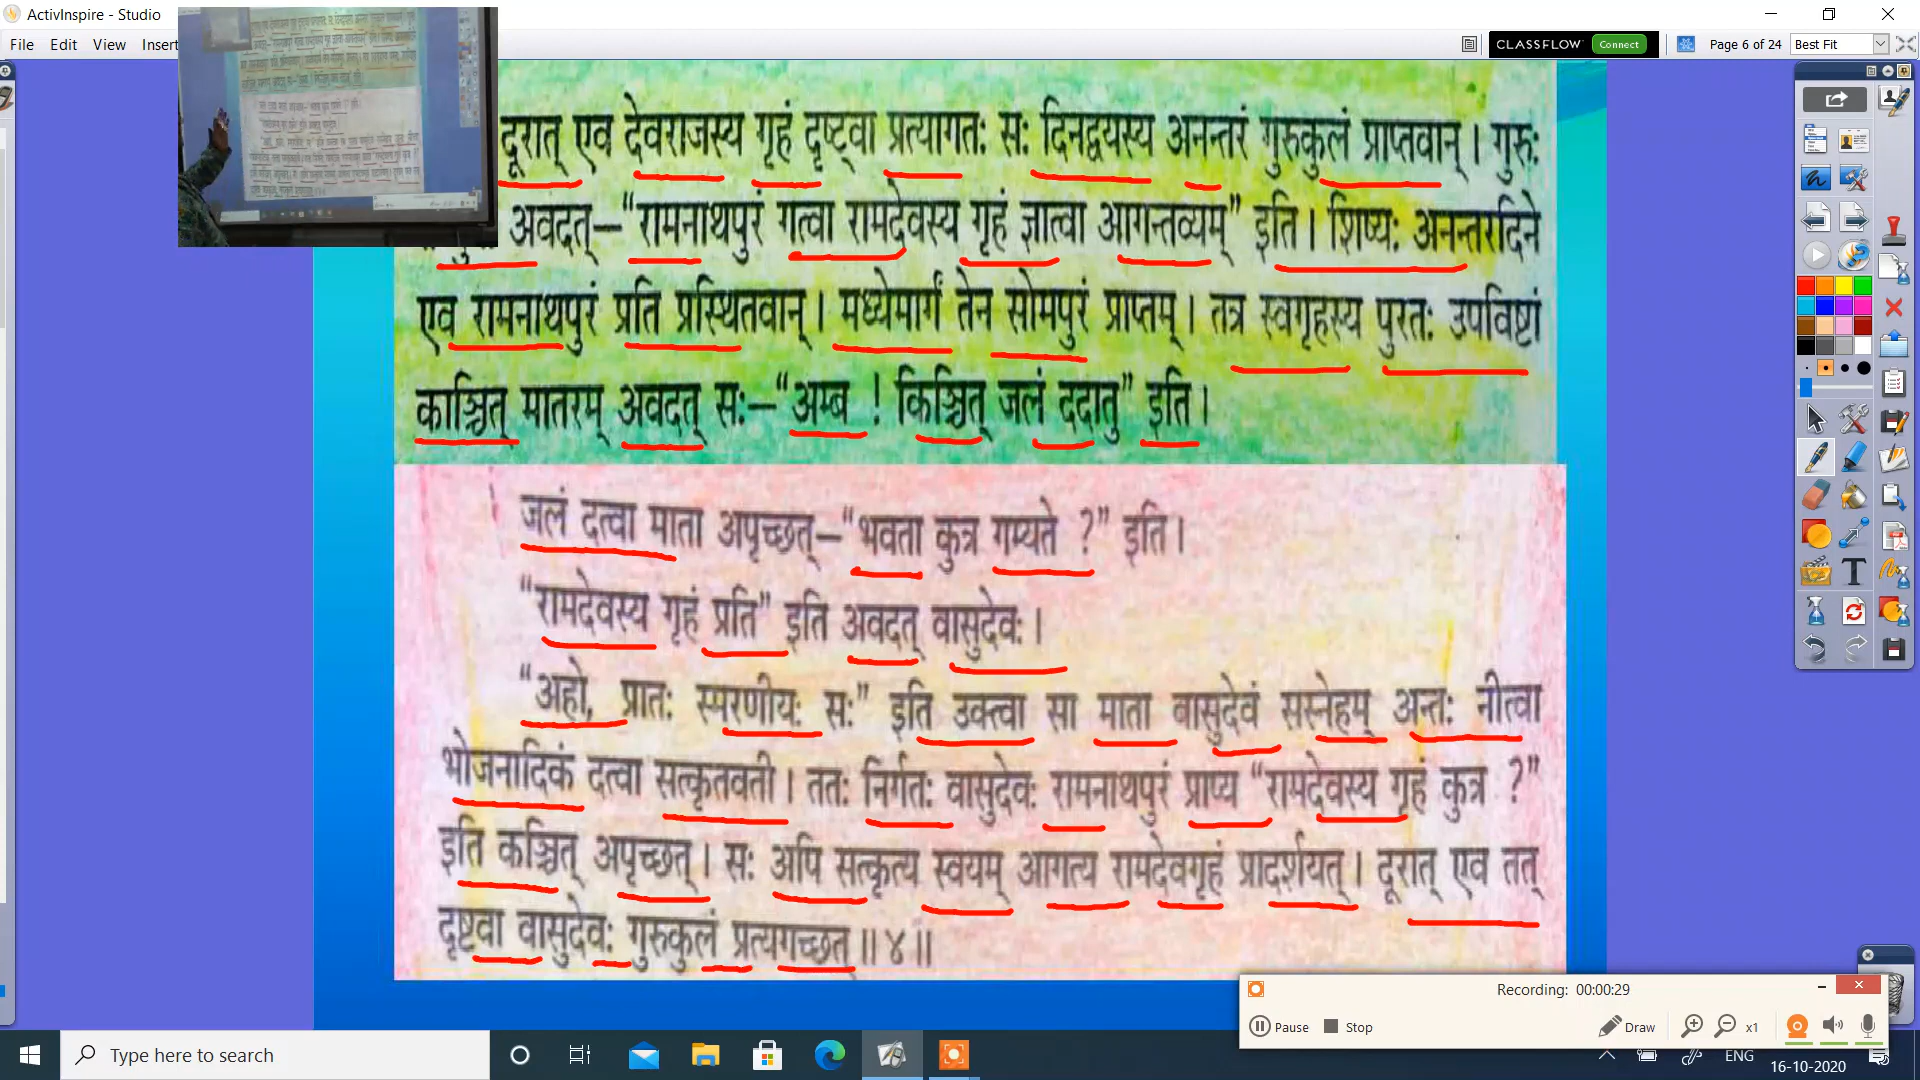 ActivInspire - Studio
File Edit View Insert
CLASSFLOW Connect Page 6 of 24 Best Fit
दूरात् एव देवराजस्य गृहं दृष्ट्वा प्रत्यागतः सः दिनद्वयस्य अनन्तरं गुरुकुलं प्राप्तवान् । गुरुः
अवदत्–“रामनाथपुरं गत्वा रामदेवस्य गृहं ज्ञात्वा आगन्तव्यम्” इति । शिष्यः अनन्तरदिने
एव रामनाथपुरं प्रति प्रस्थितवान् । मध्येमार्गं तेन सोमपुरं प्राप्तम् । तत्र स्वगृहस्य पुरतः उपविष्टां
काञ्चित् मातरम् अवदत् सः–“अम्ब ! किञ्चित् जलं ददातु” इति ।
जलं दत्वा माता अपृच्छत्–“भवता कुत्र गम्यते ?” इति ।
“रामदेवस्य गृहं प्रति” इति अवदत् वासुदेवः ।
“अहो, प्रातः स्मरणीयः सः” इति उक्त्वा सा माता वासुदेवं सस्नेहम् अन्तः नीत्वा
भोजनादिकं दत्वा सत्कृतवती । ततः निर्गतः वासुदेवः रामनाथपुरं प्राप्य “रामदेवस्य गृहं कुत्र ?”
इति कञ्चित् अपृच्छत् । सः अपि सत्कृत्य स्वयम् आगत्य रामदेवगृहं प्रादर्शयत् । दूरात् एव तत्
दृष्टवा वासुदेवः गुरुकुलं प्रत्यगच्छत् ॥ ४ ॥
Recording: 00:00:29
Pause Stop Draw x1
Type here to search
ENG
16-10-2020